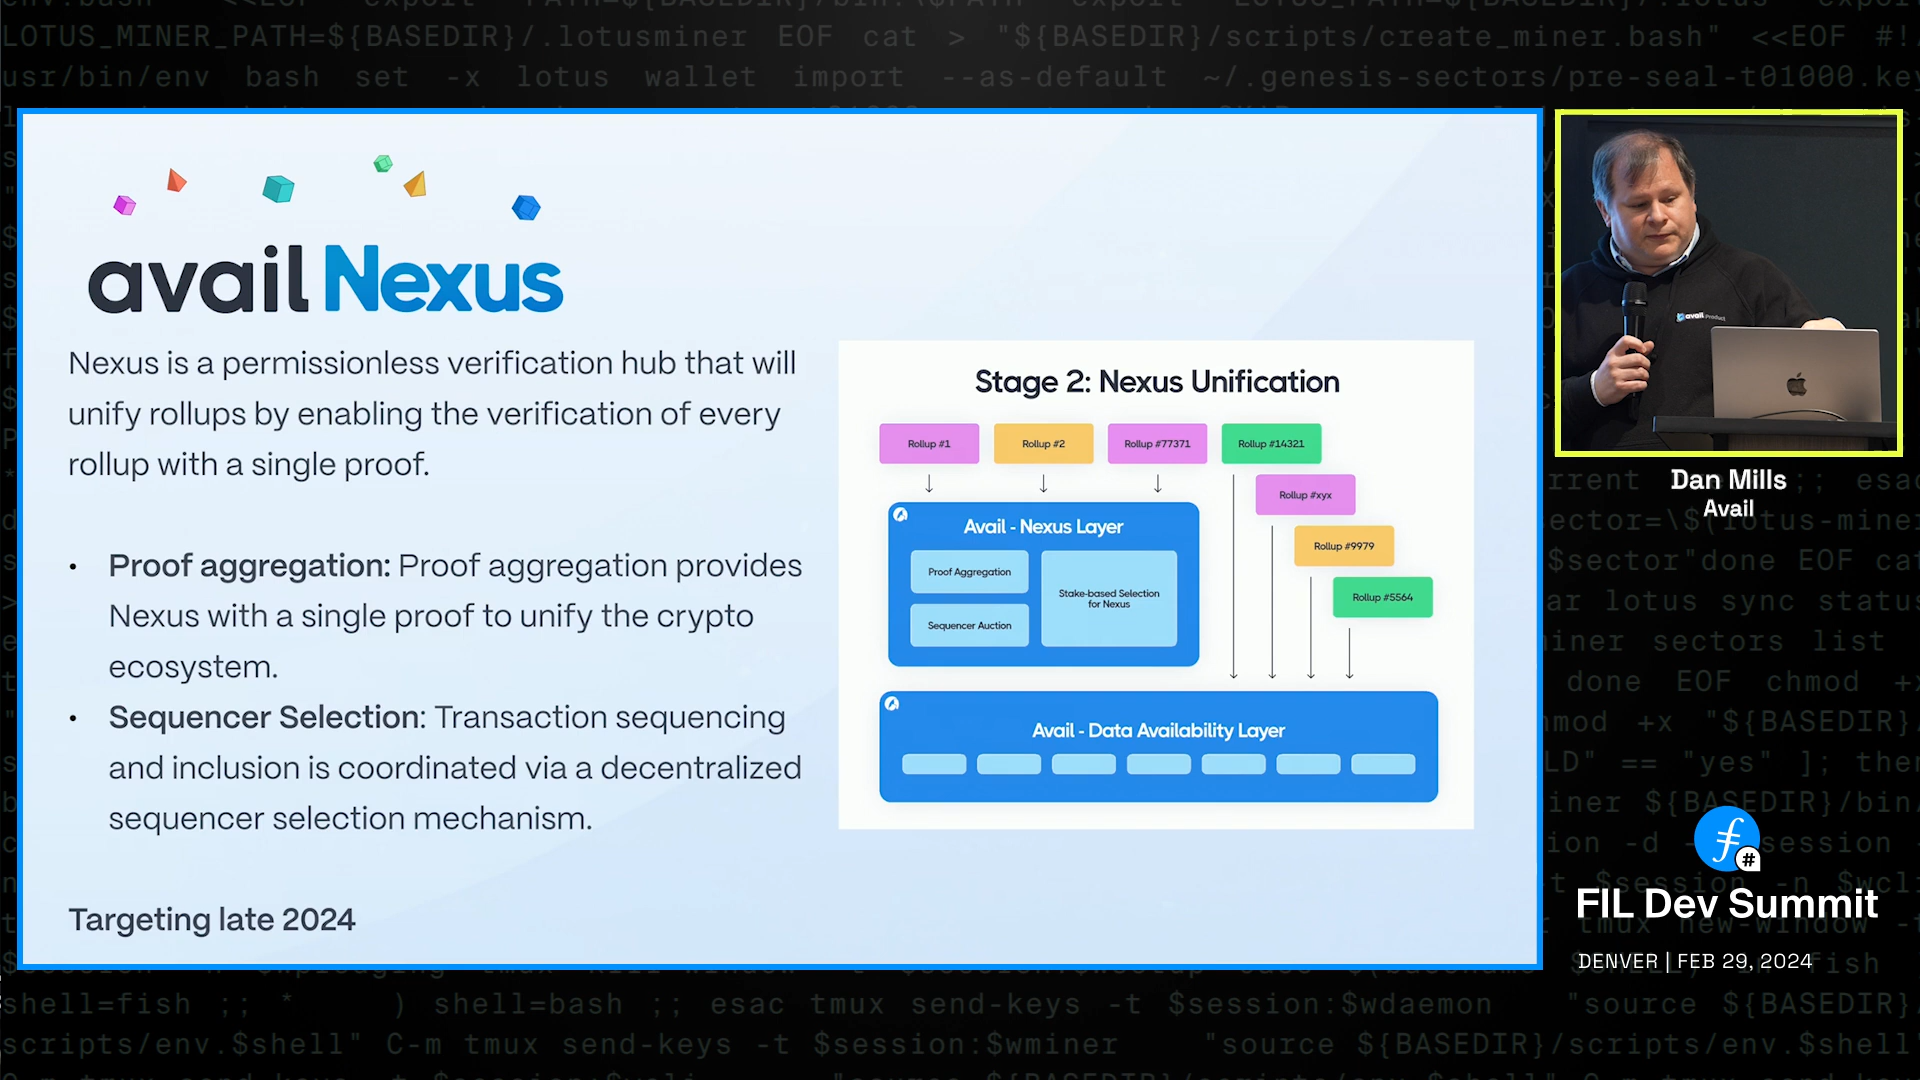 LOTUS_MINER_PATH=${BASEDIR}/.lotusminer EOF cat > "${BASEDIR}/scripts/create_miner.bash" <<EOF #!
usr/bin/env bash set -x lotus wallet import --as-default ~/.genesis-sectors/pre-seal-t01000.key
avail Nexus
Nexus is a permissionless verification hub that will
unify rollups by enabling the verification of every
rollup with a single proof.
• Proof aggregation: Proof aggregation provides
Nexus with a single proof to unify the crypto
ecosystem.
• Sequencer Selection: Transaction sequencing
and inclusion is coordinated via a decentralized
sequencer selection mechanism.
Targeting late 2024
Stage 2: Nexus Unification
Rollup #1
Rollup #2
Rollup #77371
Rollup #14321
Rollup #xyx
Rollup #9979
Rollup #5564
Avail - Nexus Layer
Proof Aggregation
Sequencer Auction
Stake-based Selection
for Nexus
Avail - Data Availability Layer
avail Product
Dan Mills
Avail
#
FIL Dev Summit
DENVER | FEB 29, 2024
shell=fish ;; * ) shell=bash ;; esac tmux send-keys -t $session:$wdaemon "source ${BASEDIR}
scripts/env.$shell" C-m tmux send-keys -t $session:$wminer "source ${BASEDIR}/scripts/env.$shell"